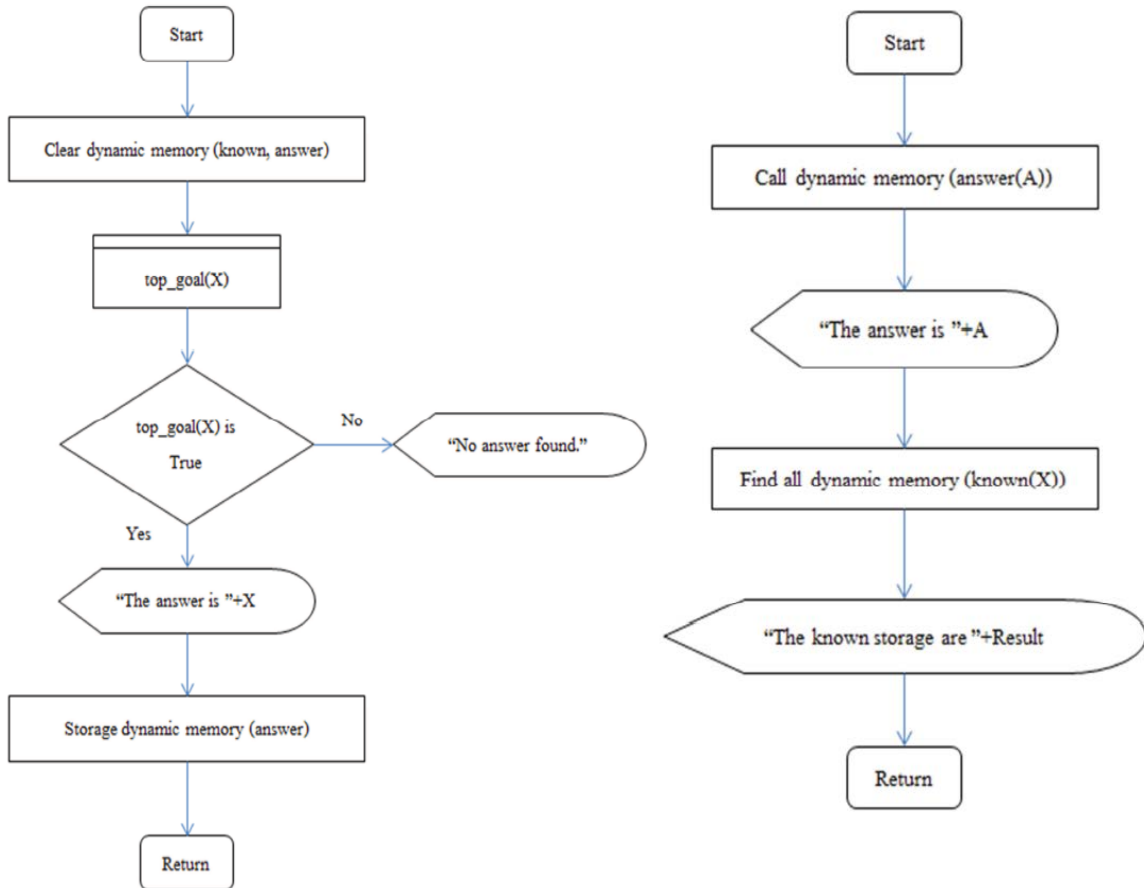 Start
Clear dynamic memory (known, answer)
top_goal(X)
top_goal(X) is
True
No
“No answer found.”
Yes
“The answer is ”+X
Storage dynamic memory (answer)
Return
Start
Call dynamic memory (answer(A))
“The answer is ”+A
Find all dynamic memory (known(X))
“The known storage are ”+Result
Return